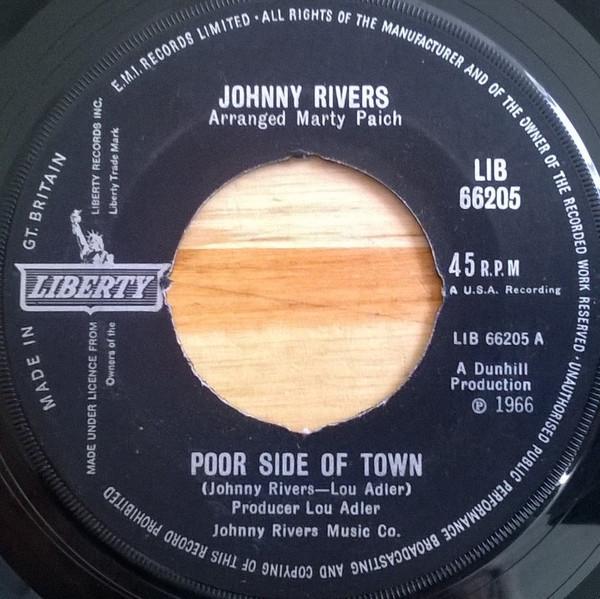 E.M.I. RECORDS LIMITED · ALL RIGHTS OF THE MANUFACTURER AND OF THE OWNER OF THE RECORDED WORK RESERVED · UNAUTHORISED PUBLIC PERFORMANCE BROADCASTING AND COPYING OF THIS RECORD PROHIBITED
MADE IN GT. BRITAIN
JOHNNY RIVERS
Arranged Marty Paich
LIBERTY RECORDS INC.
Liberty Trade Mark
LIBERTY
MADE UNDER LICENCE FROM
Owners of the
LIB
66205
45 R.P.M
A U.S.A. Recording
LIB 66205 A
A Dunhill
Production
℗ 1966
POOR SIDE OF TOWN
(Johnny Rivers—Lou Adler)
Producer Lou Adler
Johnny Rivers Music Co.